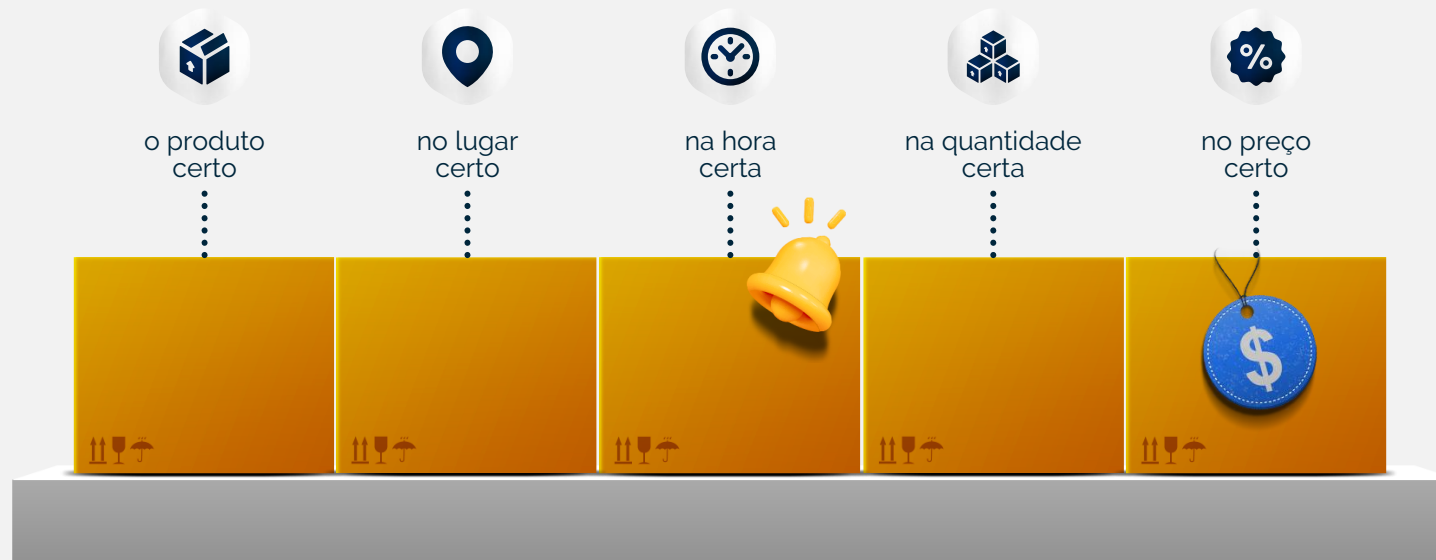 o produto
certo
no lugar
certo
na hora
certa
na quantidade
certa
no preço
certo
%
$